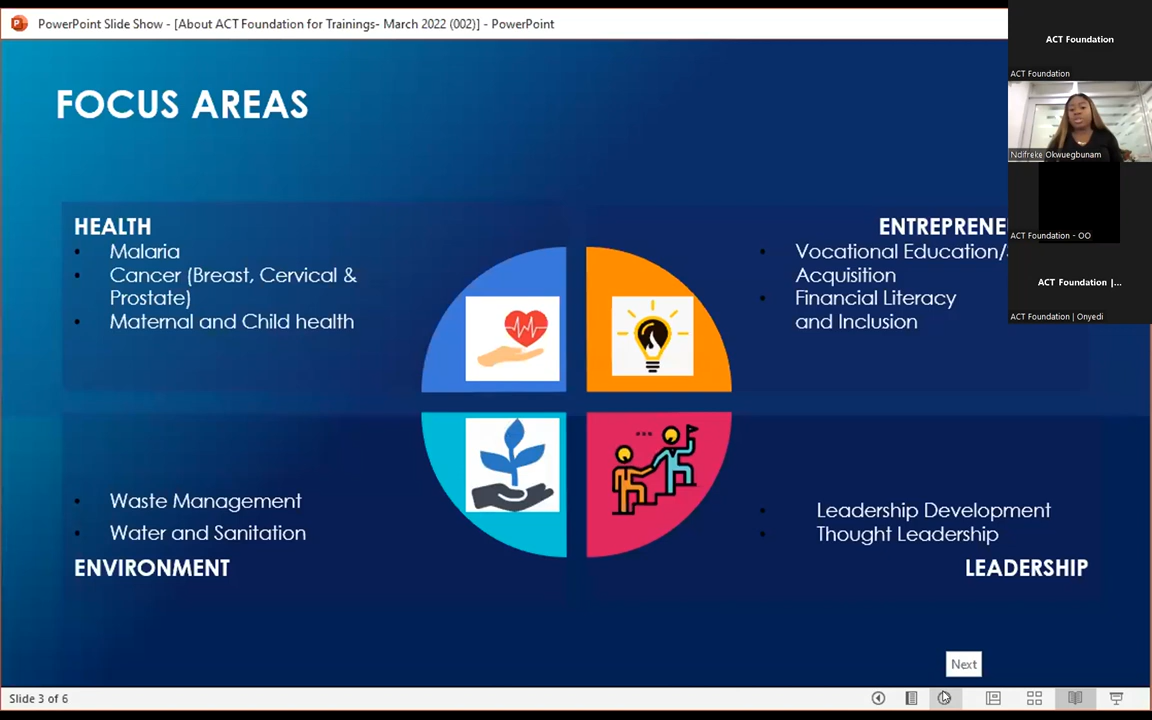 PowerPoint Slide Show - [About ACT Foundation for Trainings- March 2022 (002)] - PowerPoint
FOCUS AREAS
HEALTH
• Malaria
• Cancer (Breast, Cervical &
Prostate)
• Maternal and Child health
ENTREPRENE
• Vocational Education/
Acquisition
• Financial Literacy
and Inclusion
• Waste Management
• Water and Sanitation
ENVIRONMENT
• Leadership Development
• Thought Leadership
LEADERSHIP
ACT Foundation
ACT Foundation
Ndifreke Okwuegbunam
ACT Foundation - OO
ACT Foundation |...
ACT Foundation | Onyedi
Next
Slide 3 of 6